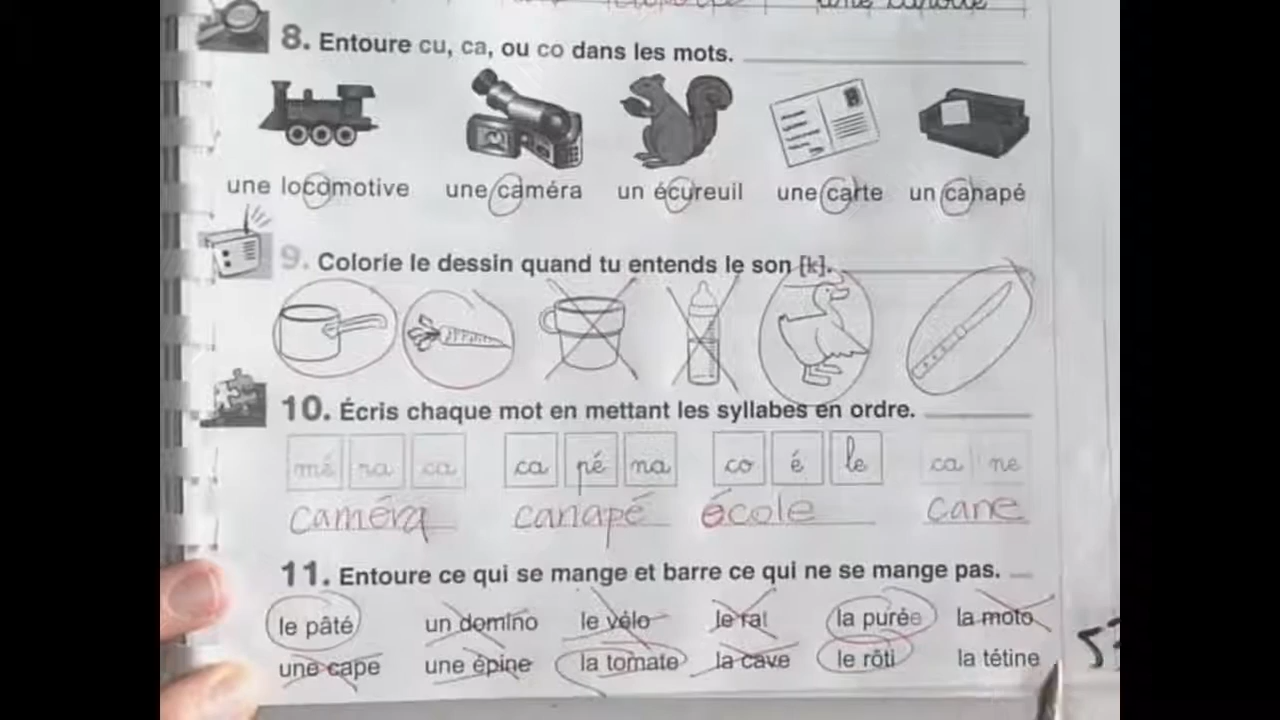 8. Entoure cu, ca, ou co dans les mots.
une locomotive une caméra un écureuil une carte un canapé
9. Colorie le dessin quand tu entends le son [k].
10. Écris chaque mot en mettant les syllabes en ordre.
mé ra ca ca pé na co é le ca ne
caméra canapé école cane
11. Entoure ce qui se mange et barre ce qui ne se mange pas.
le pâté un domino le vélo le rat la purée la moto
une cape une épine la tomate la cave le rôti la tétine